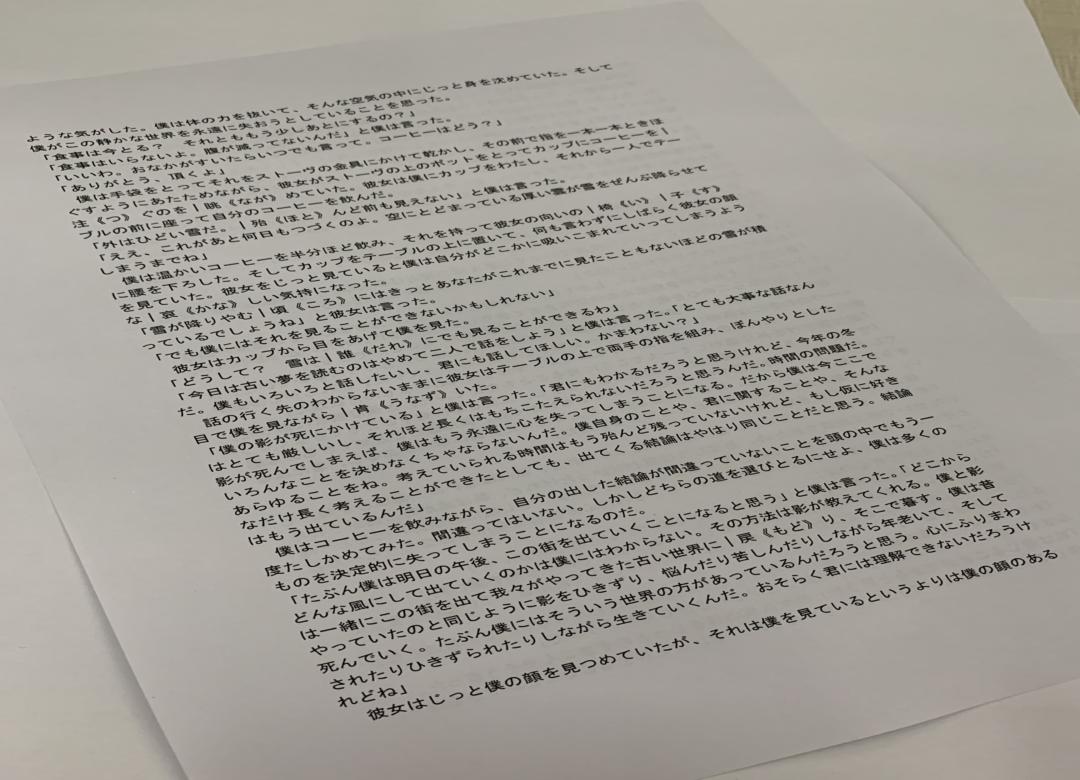 ような気がした。僕は体の力を抜いて、そんな空気の中にじっと身を沈めていた。そして
僕がこの静かな世界を永遠に失おうとしていることを思った。
「食事は今とる？　それとももう少しあとにするの？」
「食事はいらないよ。腹が減ってないんだ」と僕は言った。
「いいわ。おなかがすいたらいつでも言って。コーヒーはどう？」
「ありがとう、頂くよ」
　僕は手袋をとってそれをストーヴの金具にかけて乾かし、その前で指を一本一本ときほ
ぐすようにあたためながら、彼女がストーヴの上のポットをとってカップにコーヒーを｜
注《つ》ぐのを｜眺《なが》めていた。彼女は僕にカップをわたし、それから一人でテー
ブルの前に座って自分のコーヒーを飲んだ。
「外はひどい雪だ。｜殆《ほと》んど前も見えない」と僕は言った。
「ええ、これがあと何日もつづくのよ。空にとどまっている厚い雲が雪をぜんぶ降らせて
しまうまでね」
　僕は温かいコーヒーを半分ほど飲み、それを持って彼女の向いの｜椅《い》｜子《す》
に腰を下ろした。そしてカップをテーブルの上に置いて、何も言わずにしばらく彼女の顔
を見ていた。彼女をじっと見ていると僕は自分がどこかに吸いこまれていってしまうよう
な｜哀《かな》しい気持になった。
「雪が降りやむ｜頃《ころ》にはきっとあなたがこれまでに見たこともないほどの雪が積
っているでしょうね」と彼女は言った。
「でも僕にはそれを見ることができないかもしれない」
　彼女はカップから目をあげて僕を見た。
「どうして？　雪は｜誰《だれ》にでも見ることができるわ」
「今日は古い夢を読むのはやめて二人で話をしよう」と僕は言った。「とても大事な話なん
だ。僕もいろいろと話したいし、君にも話してほしい。かまわない？」
　話の行く先のわからないままに彼女はテーブルの上で両手の指を組み、ぼんやりとした
目で僕を見ながら｜肯《うなず》いた。
「僕の影が死にかけている」と僕は言った。「君にもわかるだろうと思うけれど、今年の冬
はとても厳しいし、それほど長くはもちこたえられないだろうと思うんだ。時間の問題だ。
影が死んでしまえば、僕はもう永遠に心を失ってしまうことになる。だから僕は今ここで
いろんなことを決めなくちゃならないんだ。僕自身のことや、君に関することや、そんな
あらゆることをね。考えていられる時間はもう殆んど残っていないけれど、もし仮に好き
なだけ長く考えることができたとしても、出てくる結論はやはり同じことだと思う。結論
はもう出ているんだ」
　僕はコーヒーを飲みながら、自分の出した結論が間違っていないことを頭の中でもう一
度たしかめてみた。間違ってはいない。しかしどちらの道を選びとるにせよ、僕は多くの
ものを決定的に失ってしまうことになるのだ。
「たぶん僕は明日の午後、この街を出ていくことになると思う」と僕は言った。「どこから
どんな風にして出ていくのかは僕にはわからない。その方法は影が教えてくれる。僕と影
は一緒にこの街を出て我々がやってきた古い世界に｜戻《もど》り、そこで暮す。僕は昔
やっていたのと同じように影をひきずり、悩んだり苦しんだりしながら年老いて、そして
死んでいく。たぶん僕にはそういう世界の方があっているんだろうと思う。心にふりまわ
されたりひきずられたりしながら生きていくんだ。おそらく君には理解できないだろうけ
れどね」
　彼女はじっと僕の顔を見つめていたが、それは僕を見ているというよりは僕の顔のある